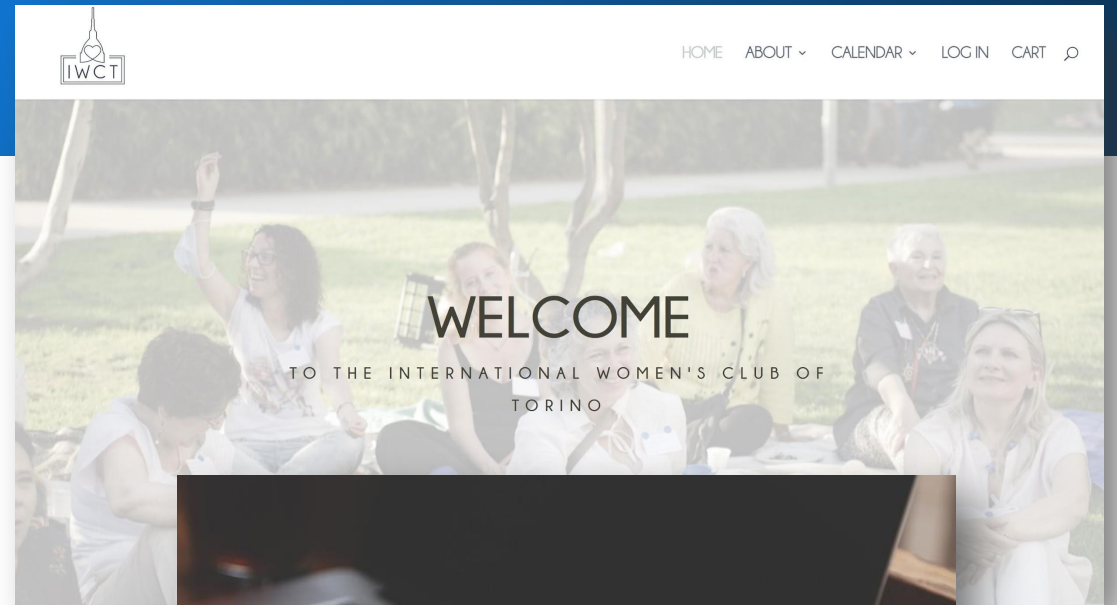 IWCT
HOME ABOUT CALENDAR LOG IN CART
WELCOME
TO THE INTERNATIONAL WOMEN'S CLUB OF
TORINO